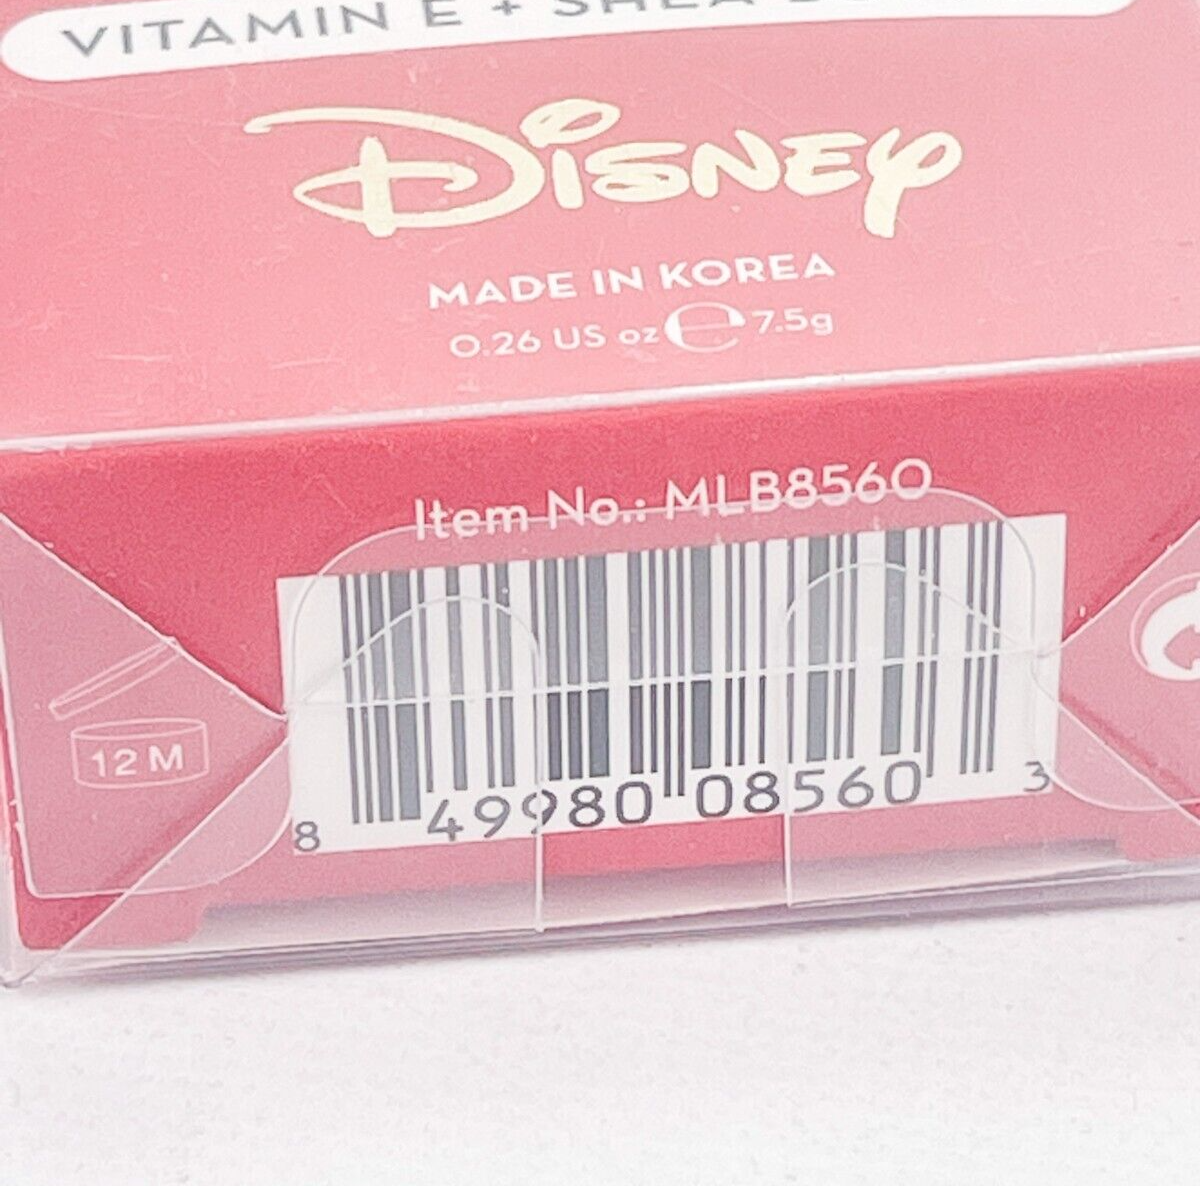 VITAMIN E + SHEA
Disney
MADE IN KOREA
0.26 US oz ℮ 7.5g
Item No.: MLB8560
12 M
8 49980 08560 3